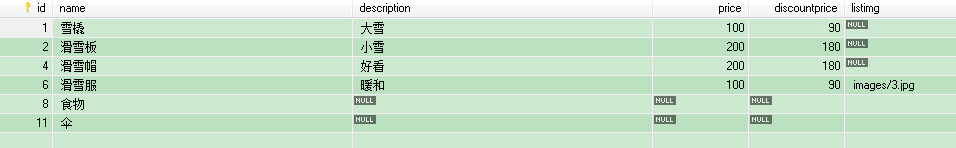 id name description price discountprice listimg
1 雪橇 大雪 100 90 NULL
2 滑雪板 小雪 200 180 NULL
4 滑雪帽 好看 200 180 NULL
6 滑雪服 暖和 100 90 images/3.jpg
8 食物 NULL NULL NULL
11 伞 NULL NULL NULL